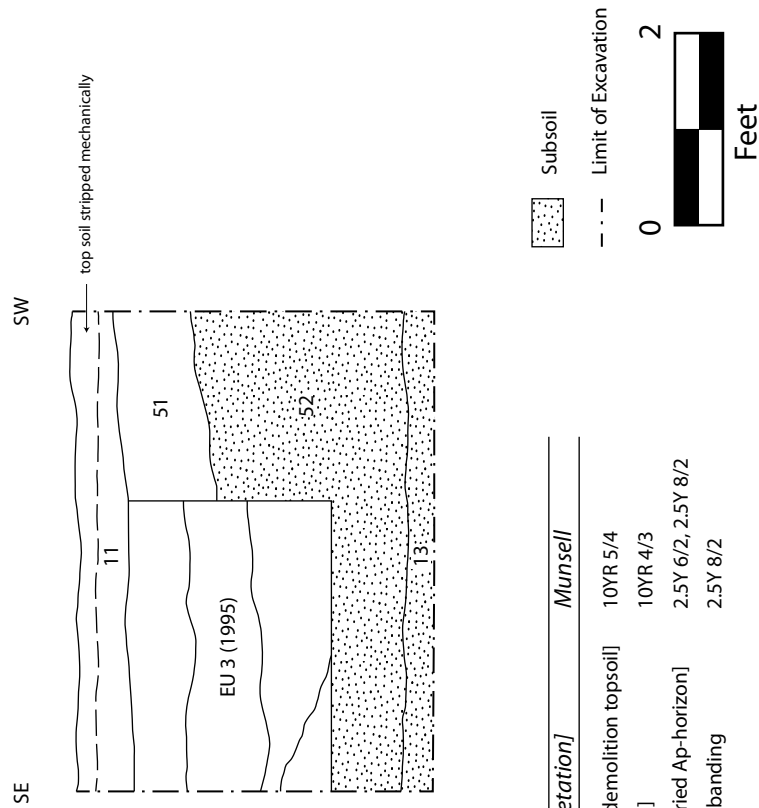 SE
SW
top soil stripped mechanically
11
51
EU 3 (1995)
52
13
Subsoil
Limit of Excavation
0
2
Feet
Munsell
demolition topsoil]
10YR 5/4
]
10YR 4/3
Ap-horizon]
2.5Y 6/2, 2.5Y 8/2
banding
2.5Y 8/2